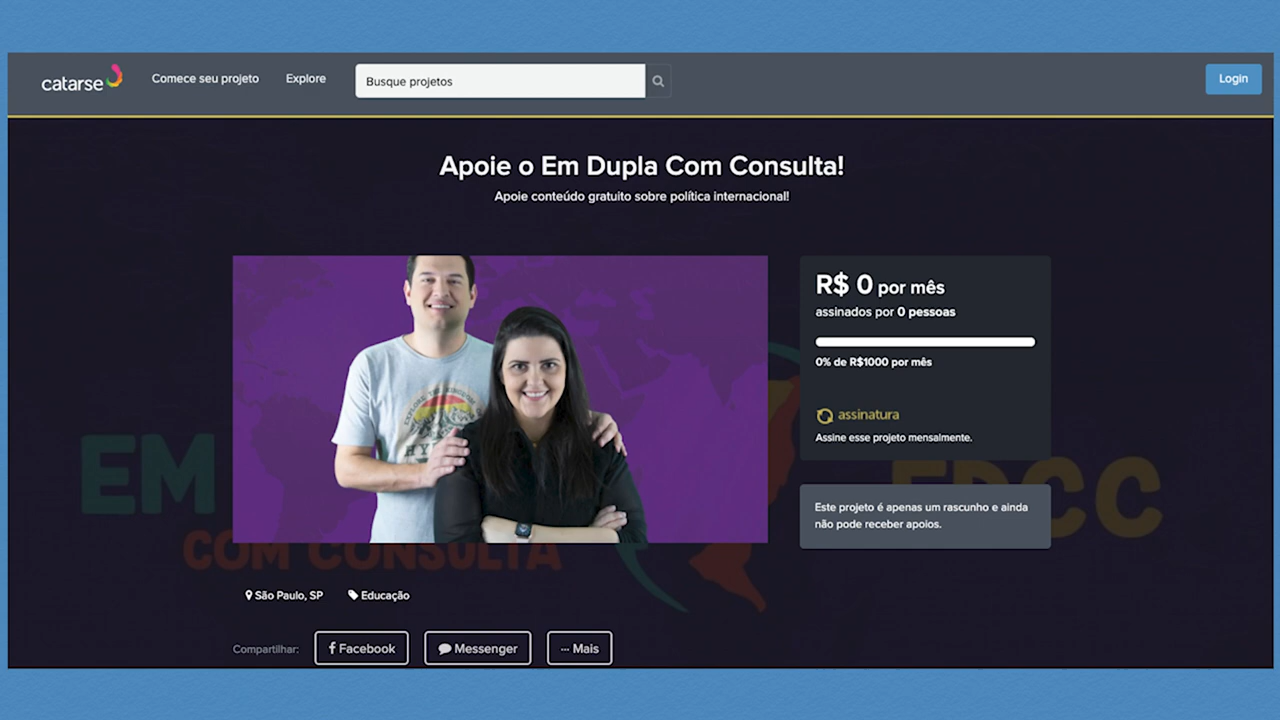 catarse
Comece seu projeto
Explore
Busque projetos
Login
Apoie o Em Dupla Com Consulta!
Apoie conteúdo gratuito sobre política internacional!
R$ 0 por mês
assinados por 0 pessoas
0% de R$1000 por mês
assinatura
Assine esse projeto mensalmente.
Este projeto é apenas um rascunho e ainda
não pode receber apoios.
EM
COM CONSULTA
EDCC
São Paulo, SP
Educação
Compartilhar:
Facebook
Messenger
··· Mais